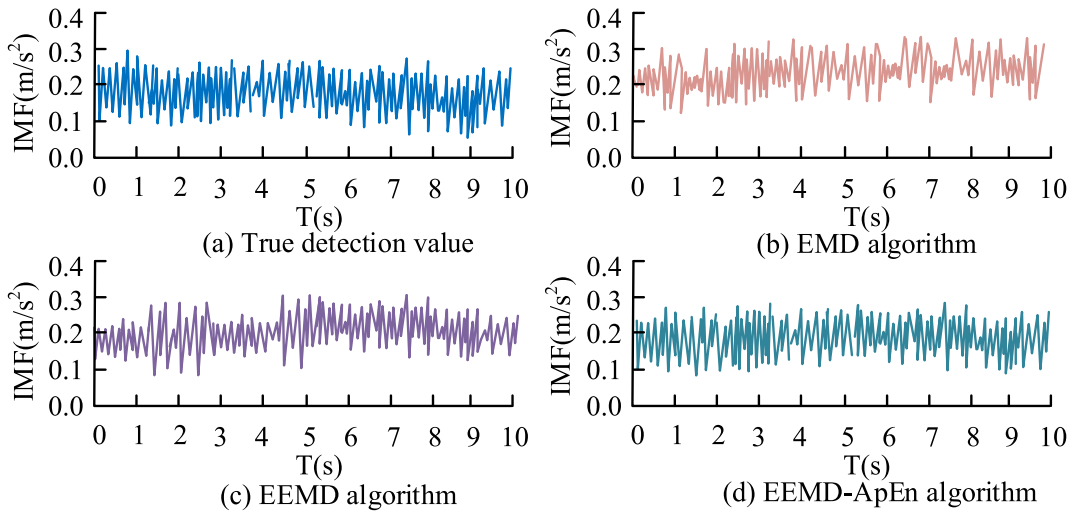 IMF(m/s²)
0.4
0.3
0.2
0.1
0.0
0 1 2 3 4 5 6 7 8 9 10
T(s)
(a) True detection value
IMF(m/s²)
0.4
0.3
0.2
0.1
0.0
0 1 2 3 4 5 6 7 8 9 10
T(s)
(b) EMD algorithm
IMF(m/s²)
0.4
0.3
0.2
0.1
0.0
0 1 2 3 4 5 6 7 8 9 10
T(s)
(c) EEMD algorithm
IMF(m/s²)
0.4
0.3
0.2
0.1
0.0
0 1 2 3 4 5 6 7 8 9 10
T(s)
(d) EEMD-ApEn algorithm